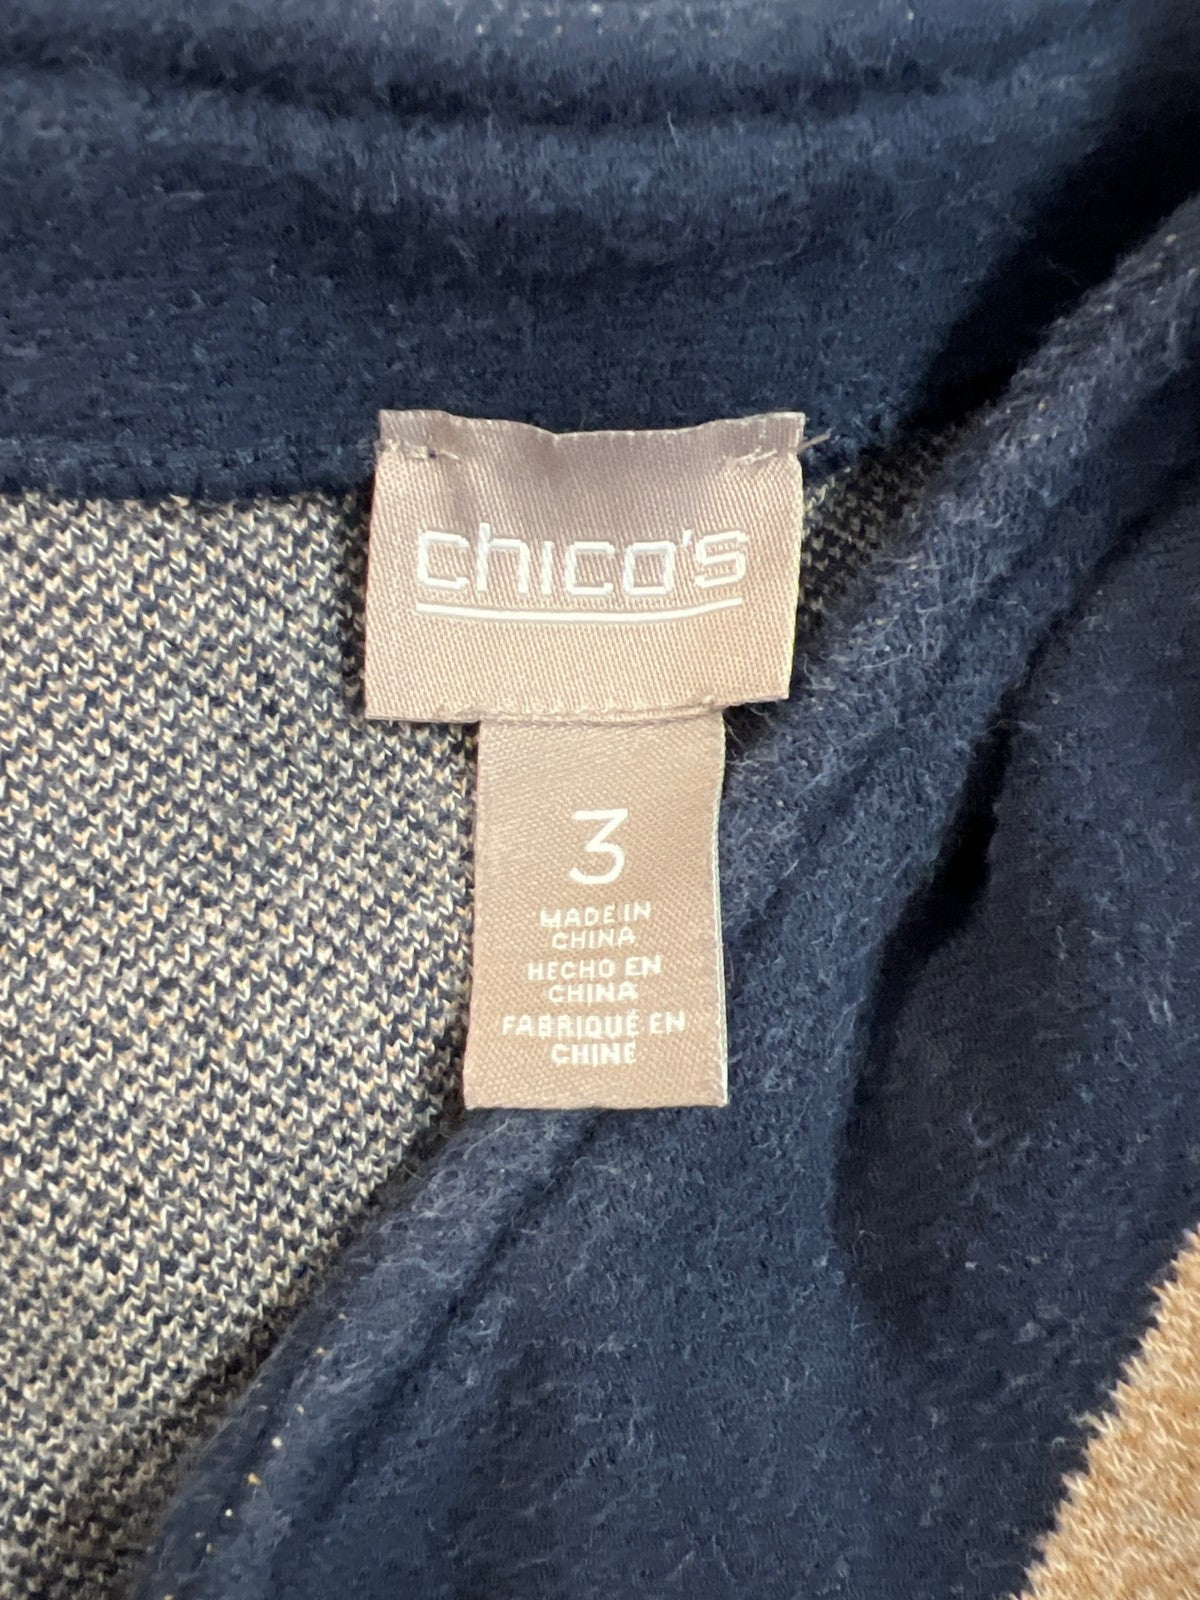 chico's
3
MADE IN
CHINA
HECHO EN
CHINA
FABRIQUÉ EN
CHINE